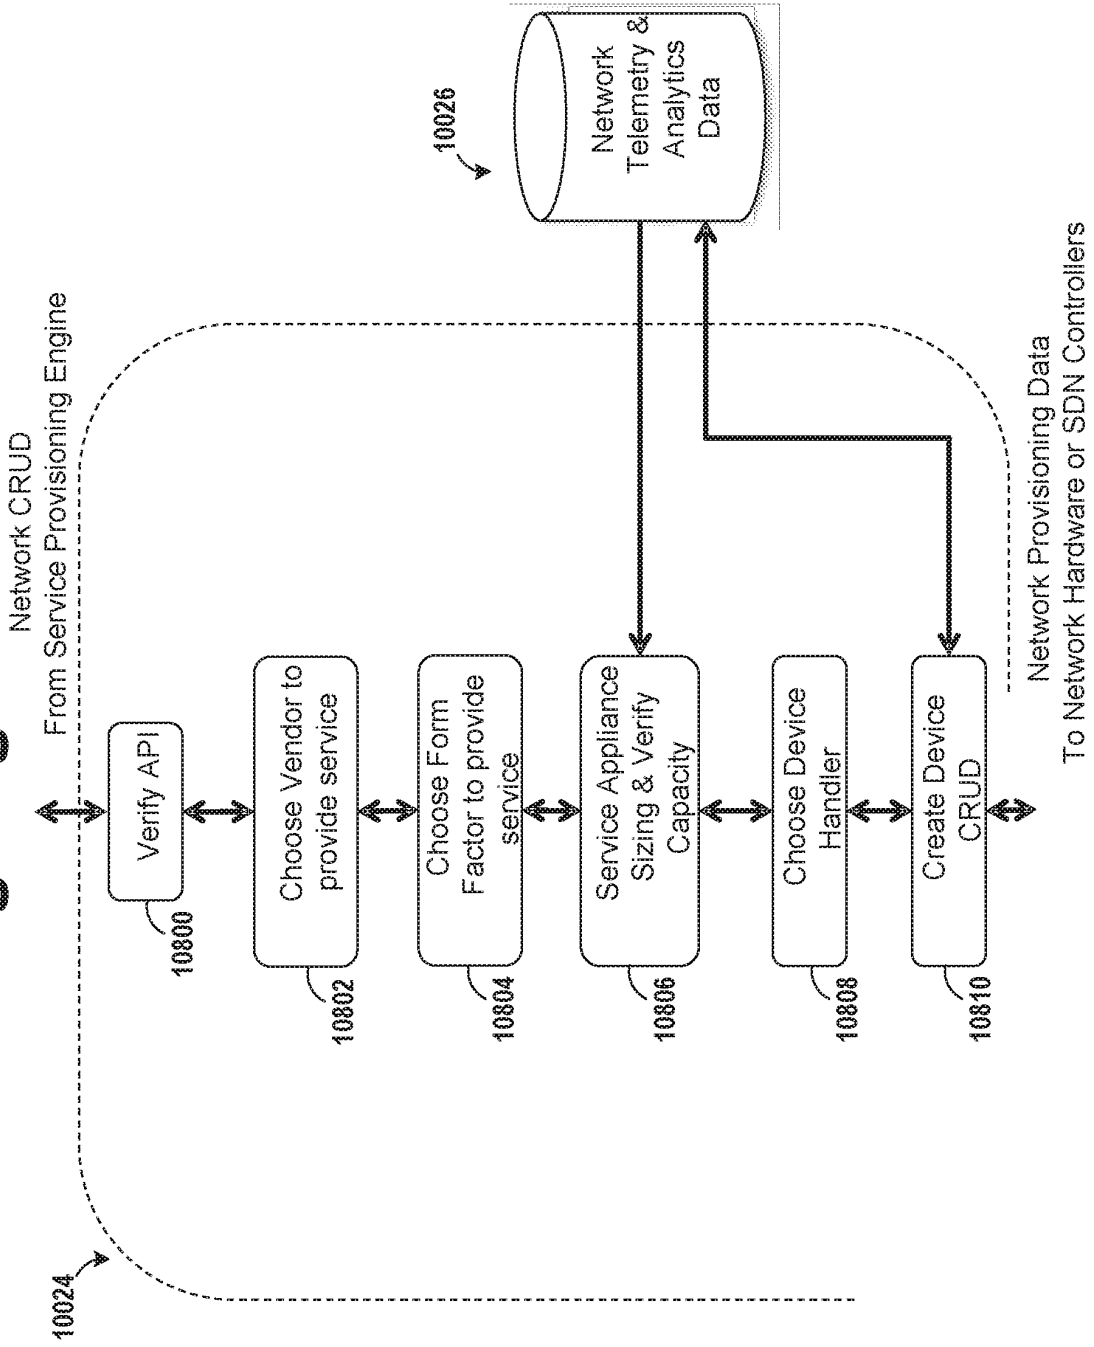 Network CRUD
From Service Provisioning Engine
10024
Verify API
10800
Choose Vendor to
provide service
10802
Choose Form
Factor to provide
service
10804
Service Appliance
Sizing & Verify
Capacity
10806
Choose Device
Handler
10808
Create Device
CRUD
10810
10026
Network
Telemetry &
Analytics
Data
Network Provisioning Data
To Network Hardware or SDN Controllers